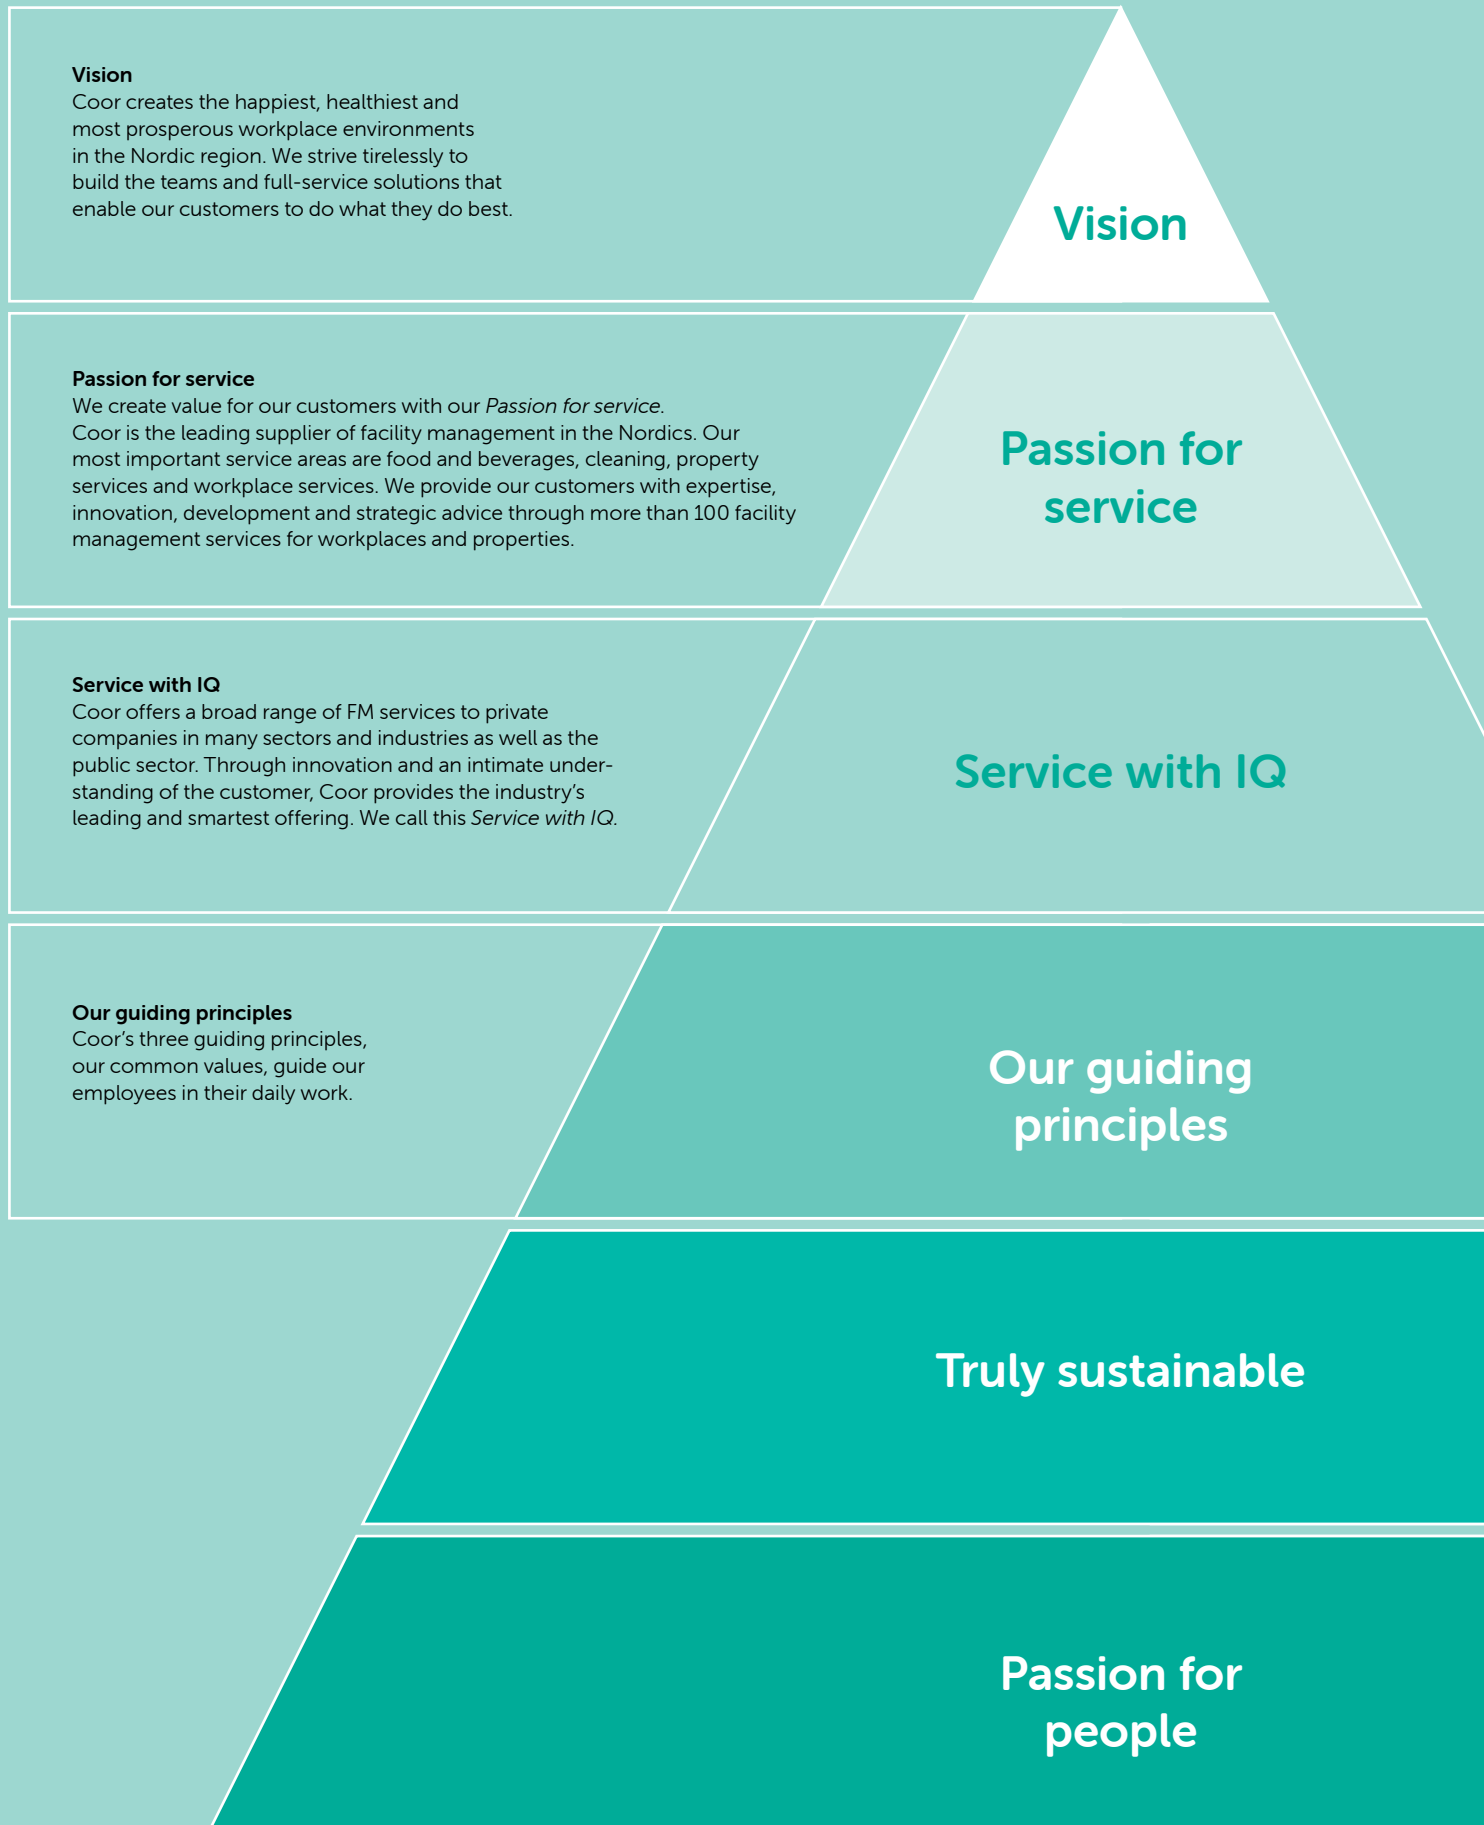 Vision
Coor creates the happiest, healthiest and
most prosperous workplace environments
in the Nordic region. We strive tirelessly to
build the teams and full-service solutions that
enable our customers to do what they do best.
Vision
Passion for service
We create value for our customers with our Passion for service.
Coor is the leading supplier of facility management in the Nordics. Our
most important service areas are food and beverages, cleaning, property
services and workplace services. We provide our customers with expertise,
innovation, development and strategic advice through more than 100 facility
management services for workplaces and properties.
Passion for
service
Service with IQ
Coor offers a broad range of FM services to private
companies in many sectors and industries as well as the
public sector. Through innovation and an intimate under-
standing of the customer, Coor provides the industry’s
leading and smartest offering. We call this Service with IQ.
Service with IQ
Our guiding principles
Coor’s three guiding principles,
our common values, guide our
employees in their daily work.
Our guiding
principles
Truly sustainable
Passion for
people